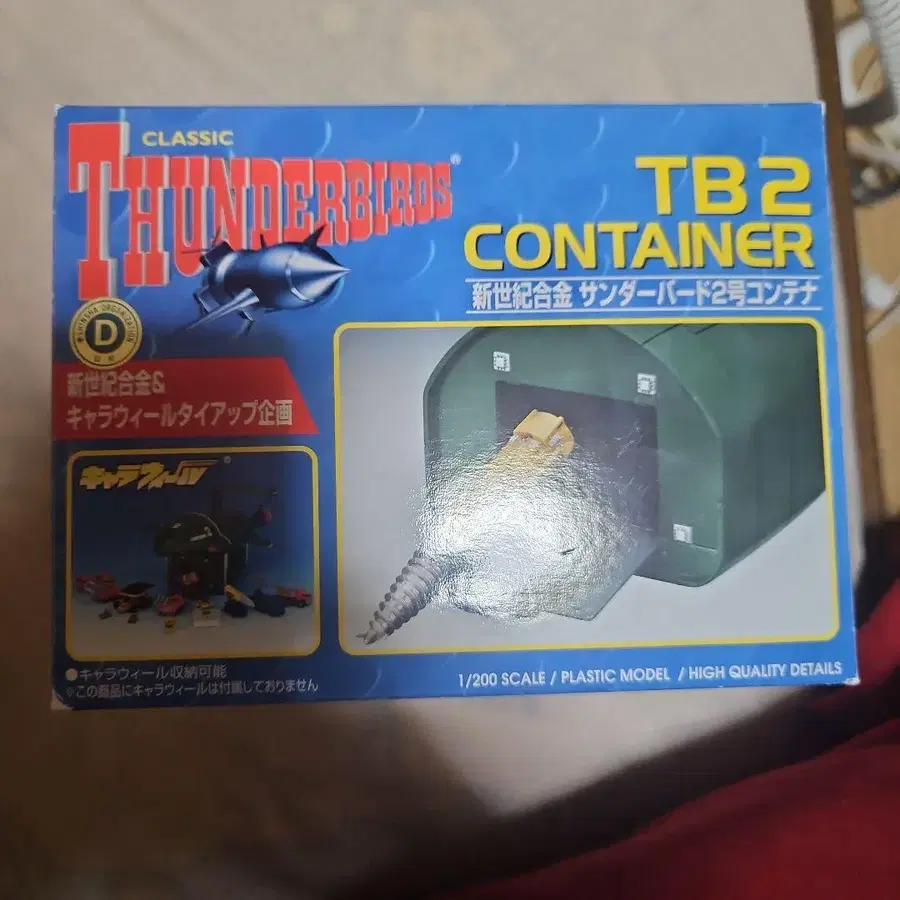 CLASSIC
THUNDERBIRDS®
TB2
CONTAINER
新世紀合金 サンダーバード2号コンテナ
D
新世紀合金&
キャラウィールタイアップ企画
キャラウィール®
●キャラウィール収納可能
※この商品にキャラウィールは付属しておりません
1/200 SCALE / PLASTIC MODEL / HIGH QUALITY DETAILS